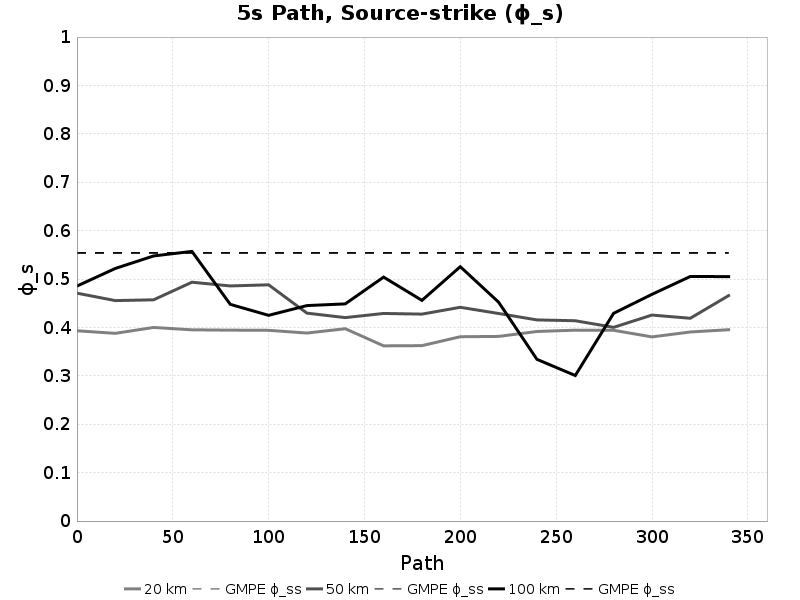 5s Path, Source-strike (ϕ_s)
1
0.9
0.8
0.7
0.6
0.5
0.4
0.3
0.2
0.1
0
ϕ_s
0 50 100 150 200 250 300 350
Path
20 km GMPE ϕ_ss 50 km GMPE ϕ_ss 100 km GMPE ϕ_ss